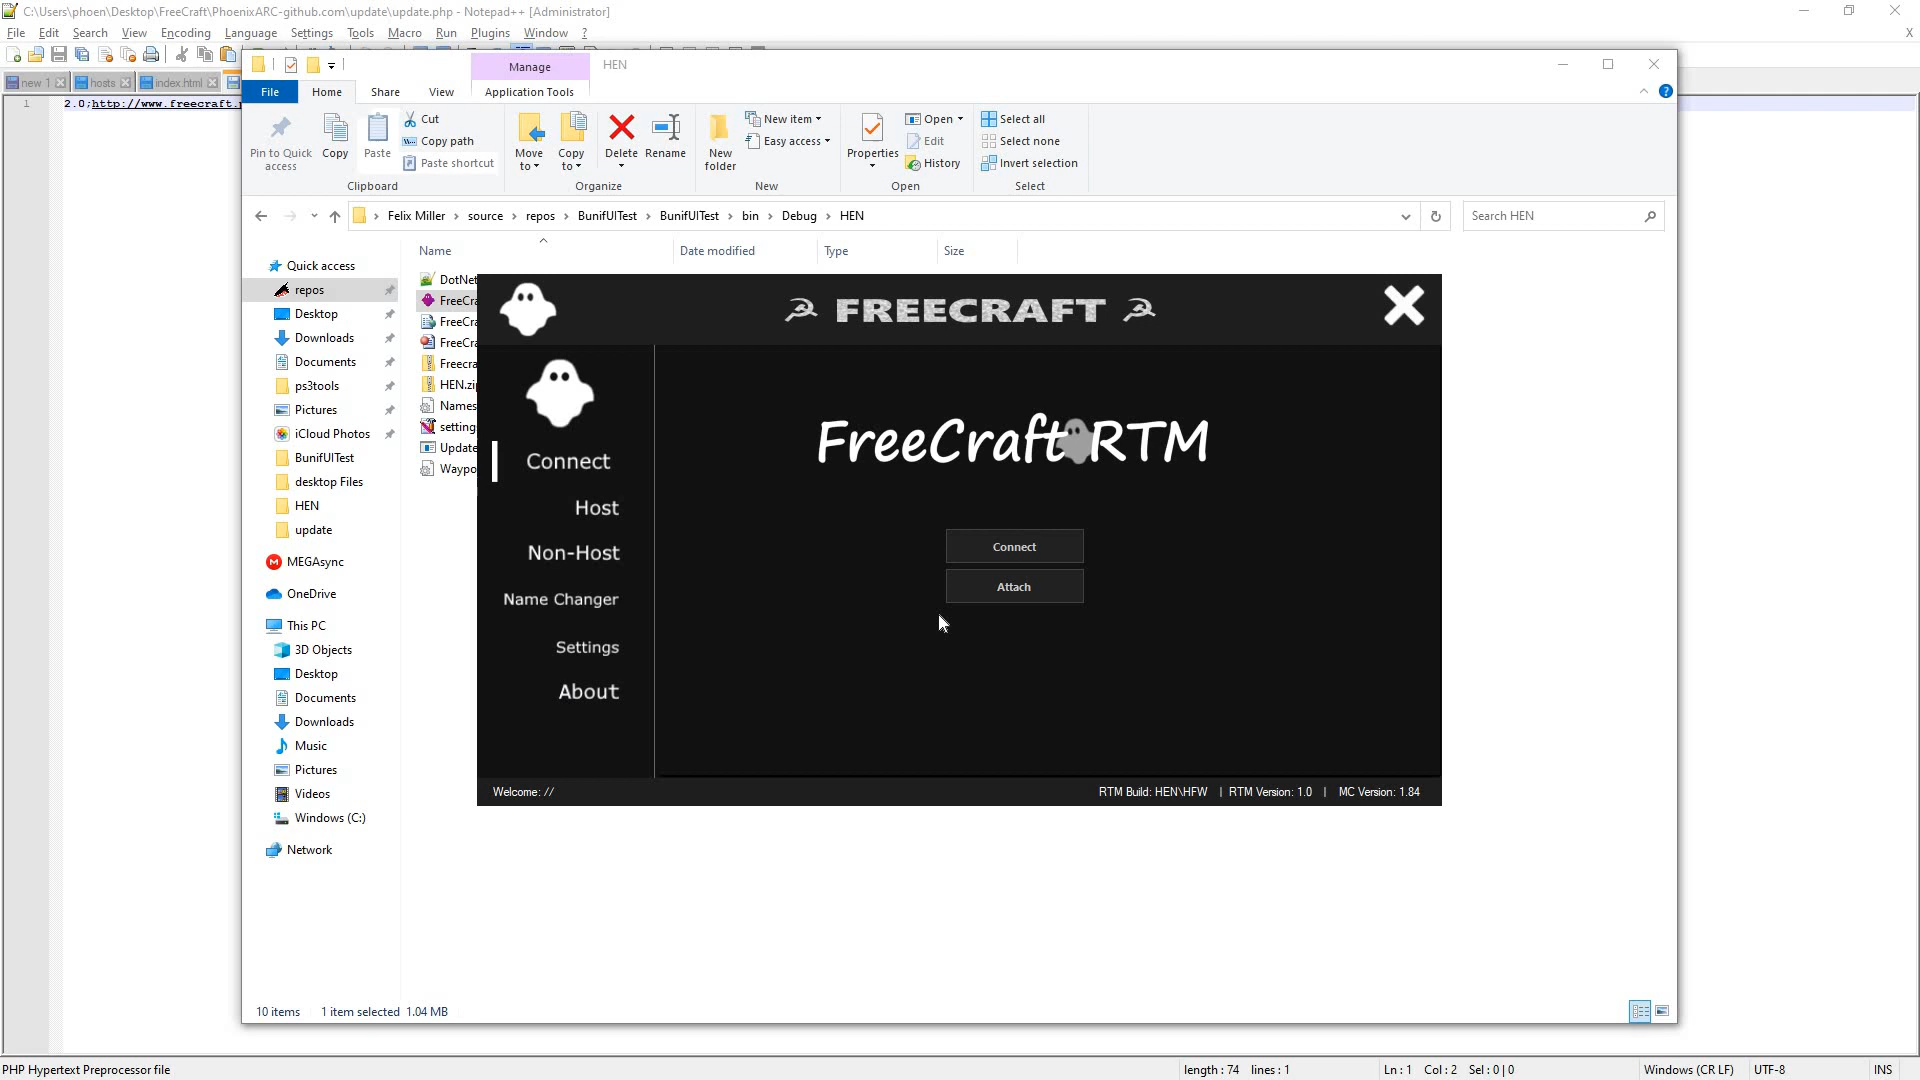 C:\Users\phoen\Desktop\FreeCraft\PhoenixARC-github.com\update\update.php - Notepad++ [Administrator]
File Edit Search View Encoding Language Settings Tools Macro Run Plugins Window ? X
new 1 hosts index.html
1 2.0;http://www.freecraft.
Manage HEN
File Home Share View Application Tools
Pin to Quick access
Copy
Paste
Cut
Copy path
Paste shortcut
Clipboard
Move to
Copy to
Delete
Rename
Organize
New folder
New item
Easy access
New
Properties
Open
Edit
History
Open
Select all
Select none
Invert selection
Select
Felix Miller > source > repos > BunifUITest > BunifUITest > bin > Debug > HEN
Search HEN
Name Date modified Type Size
Quick access
repos
Desktop
Downloads
Documents
ps3tools
Pictures
iCloud Photos
BunifUITest
desktop Files
HEN
update
MEGAsync
OneDrive
This PC
3D Objects
Desktop
Documents
Downloads
Music
Pictures
Videos
Windows (C:)
Network
DotNet
FreeCra
FreeCra
FreeCra
Freecra
HEN.zi
Names
setting
Update
Waypo
☭ FREECRAFT ☭
Connect
Host
Non-Host
Name Changer
Settings
About
FreeCraft RTM
Connect
Attach
Welcome: //
RTM Build: HEN\HFW | RTM Version: 1.0 | MC Version: 1.84
10 items 1 item selected 1.04 MB
PHP Hypertext Preprocessor file
length : 74 lines : 1
Ln : 1 Col : 2 Sel : 0 | 0
Windows (CR LF)
UTF-8
INS